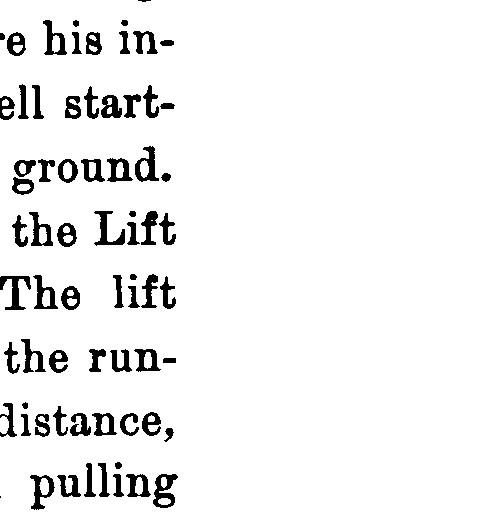 re his in-
ell start-
ground.
the Lift
The lift
the run-
distance,
pulling